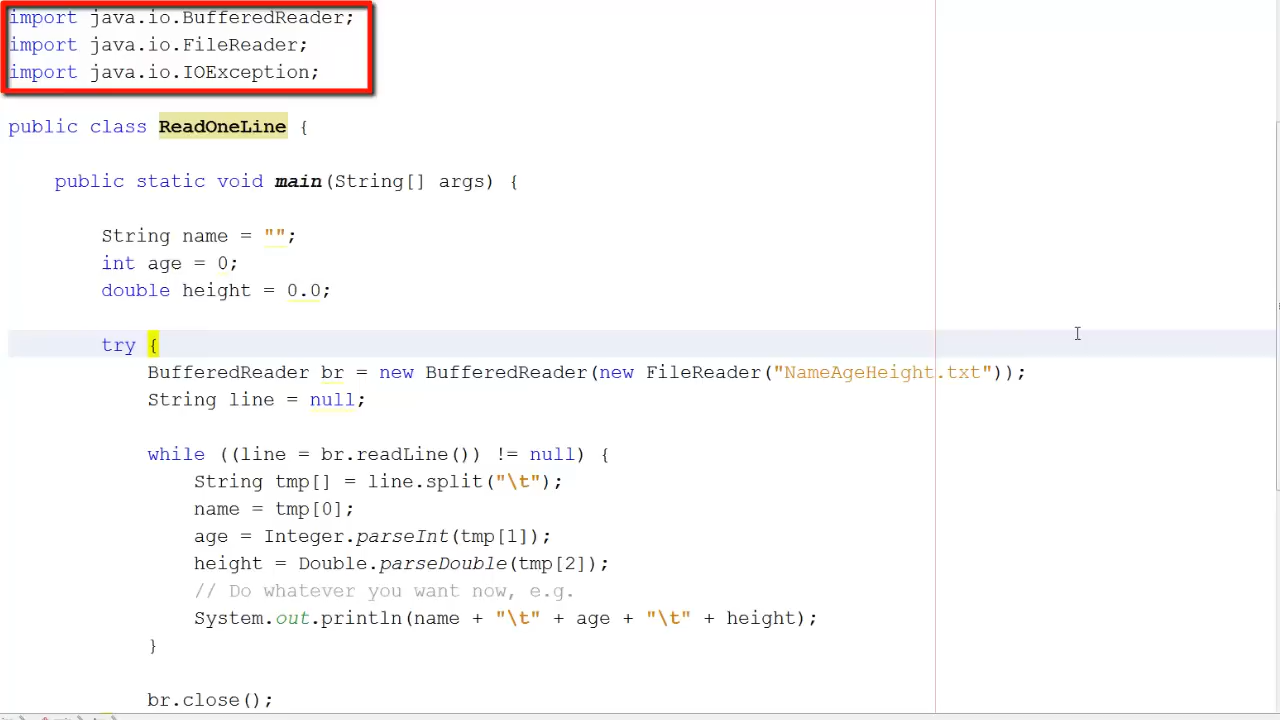 import java.io.BufferedReader;
import java.io.FileReader;
import java.io.IOException;
public class ReadOneLine {
public static void main(String[] args) {
String name = "";
int age = 0;
double height = 0.0;
try {
BufferedReader br = new BufferedReader(new FileReader("NameAgeHeight.txt"));
String line = null;
while ((line = br.readLine()) != null) {
String tmp[] = line.split("\t");
name = tmp[0];
age = Integer.parseInt(tmp[1]);
height = Double.parseDouble(tmp[2]);
// Do whatever you want now, e.g.
System.out.println(name + "\t" + age + "\t" + height);
}
br.close();